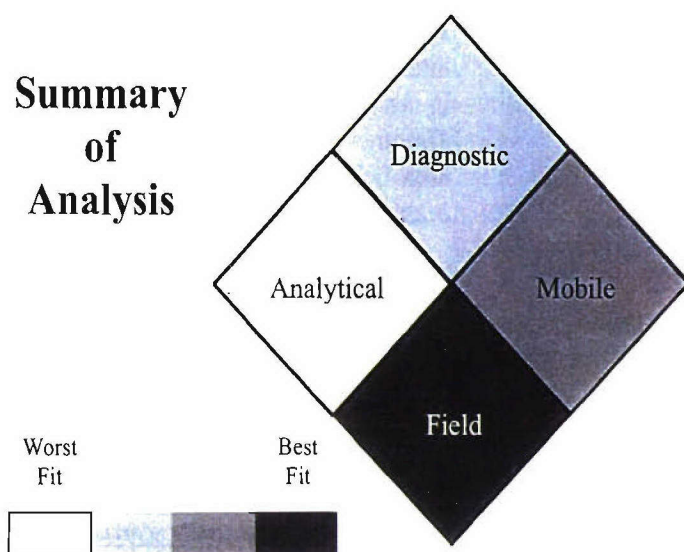 Summary
of
Analysis
Diagnostic
Analytical
Mobile
Field
Worst
Fit
Best
Fit